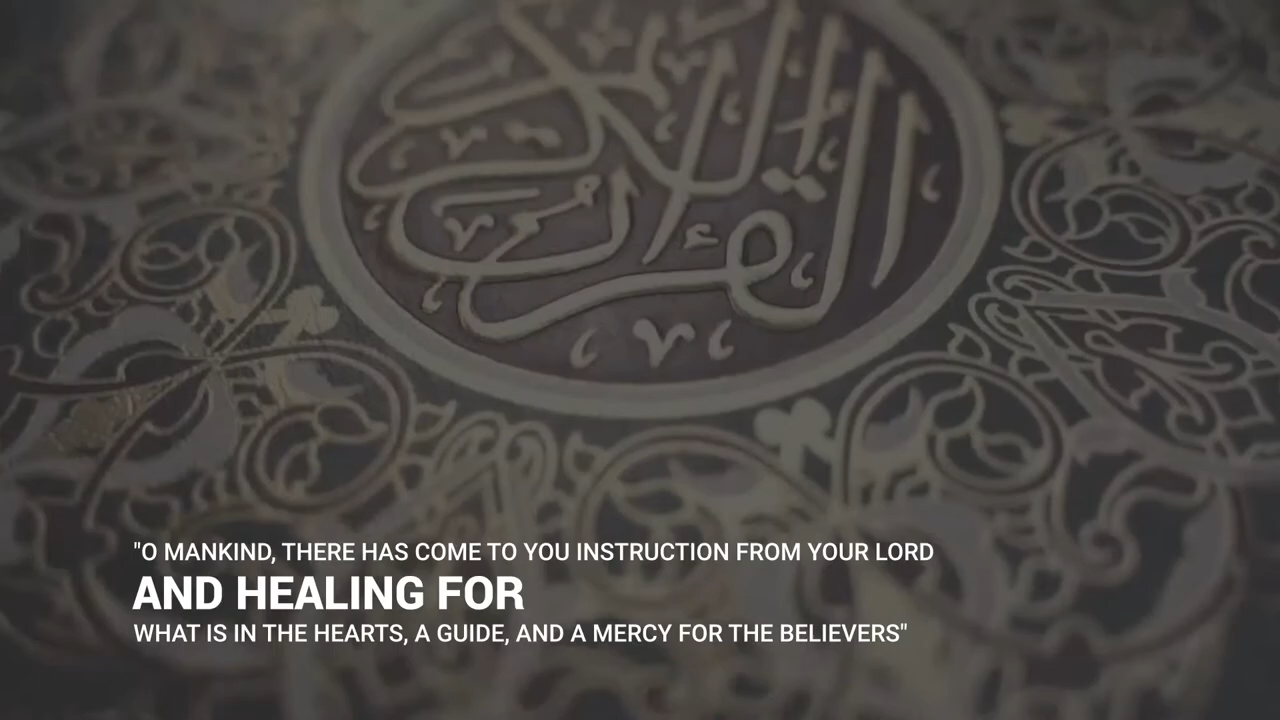 القرآن الكريم
"O MANKIND, THERE HAS COME TO YOU INSTRUCTION FROM YOUR LORD
AND HEALING FOR
WHAT IS IN THE HEARTS, A GUIDE, AND A MERCY FOR THE BELIEVERS"